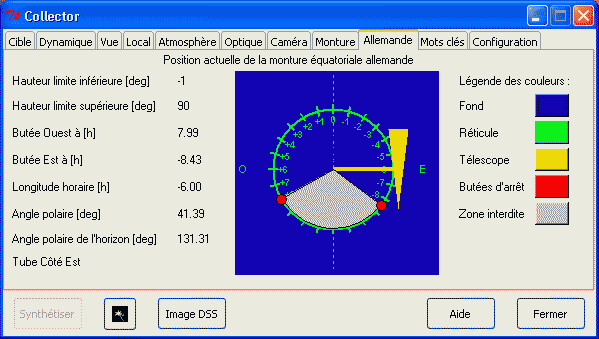 Collector
Cible Dynamique Vue Local Atmosphère Optique Caméra Monture Allemande Mots clés Configuration
Position actuelle de la monture équatoriale allemande
Hauteur limite inférieure [deg] -1
Hauteur limite supérieure [deg] 90
Butée Ouest à [h] 7.99
Butée Est à [h] -8.43
Longitude horaire [h] -6.00
Angle polaire [deg] 41.39
Angle polaire de l'horizon [deg] 131.31
Tube Côté Est
+7 +6 +5 +4 +3 +2 +1 0 -1 -2 -3 -4 -5 -8
O E
Légende des couleurs :
Fond
Réticule
Télescope
Butées d'arrêt
Zone interdite
Synthétiser Image DSS Aide Fermer